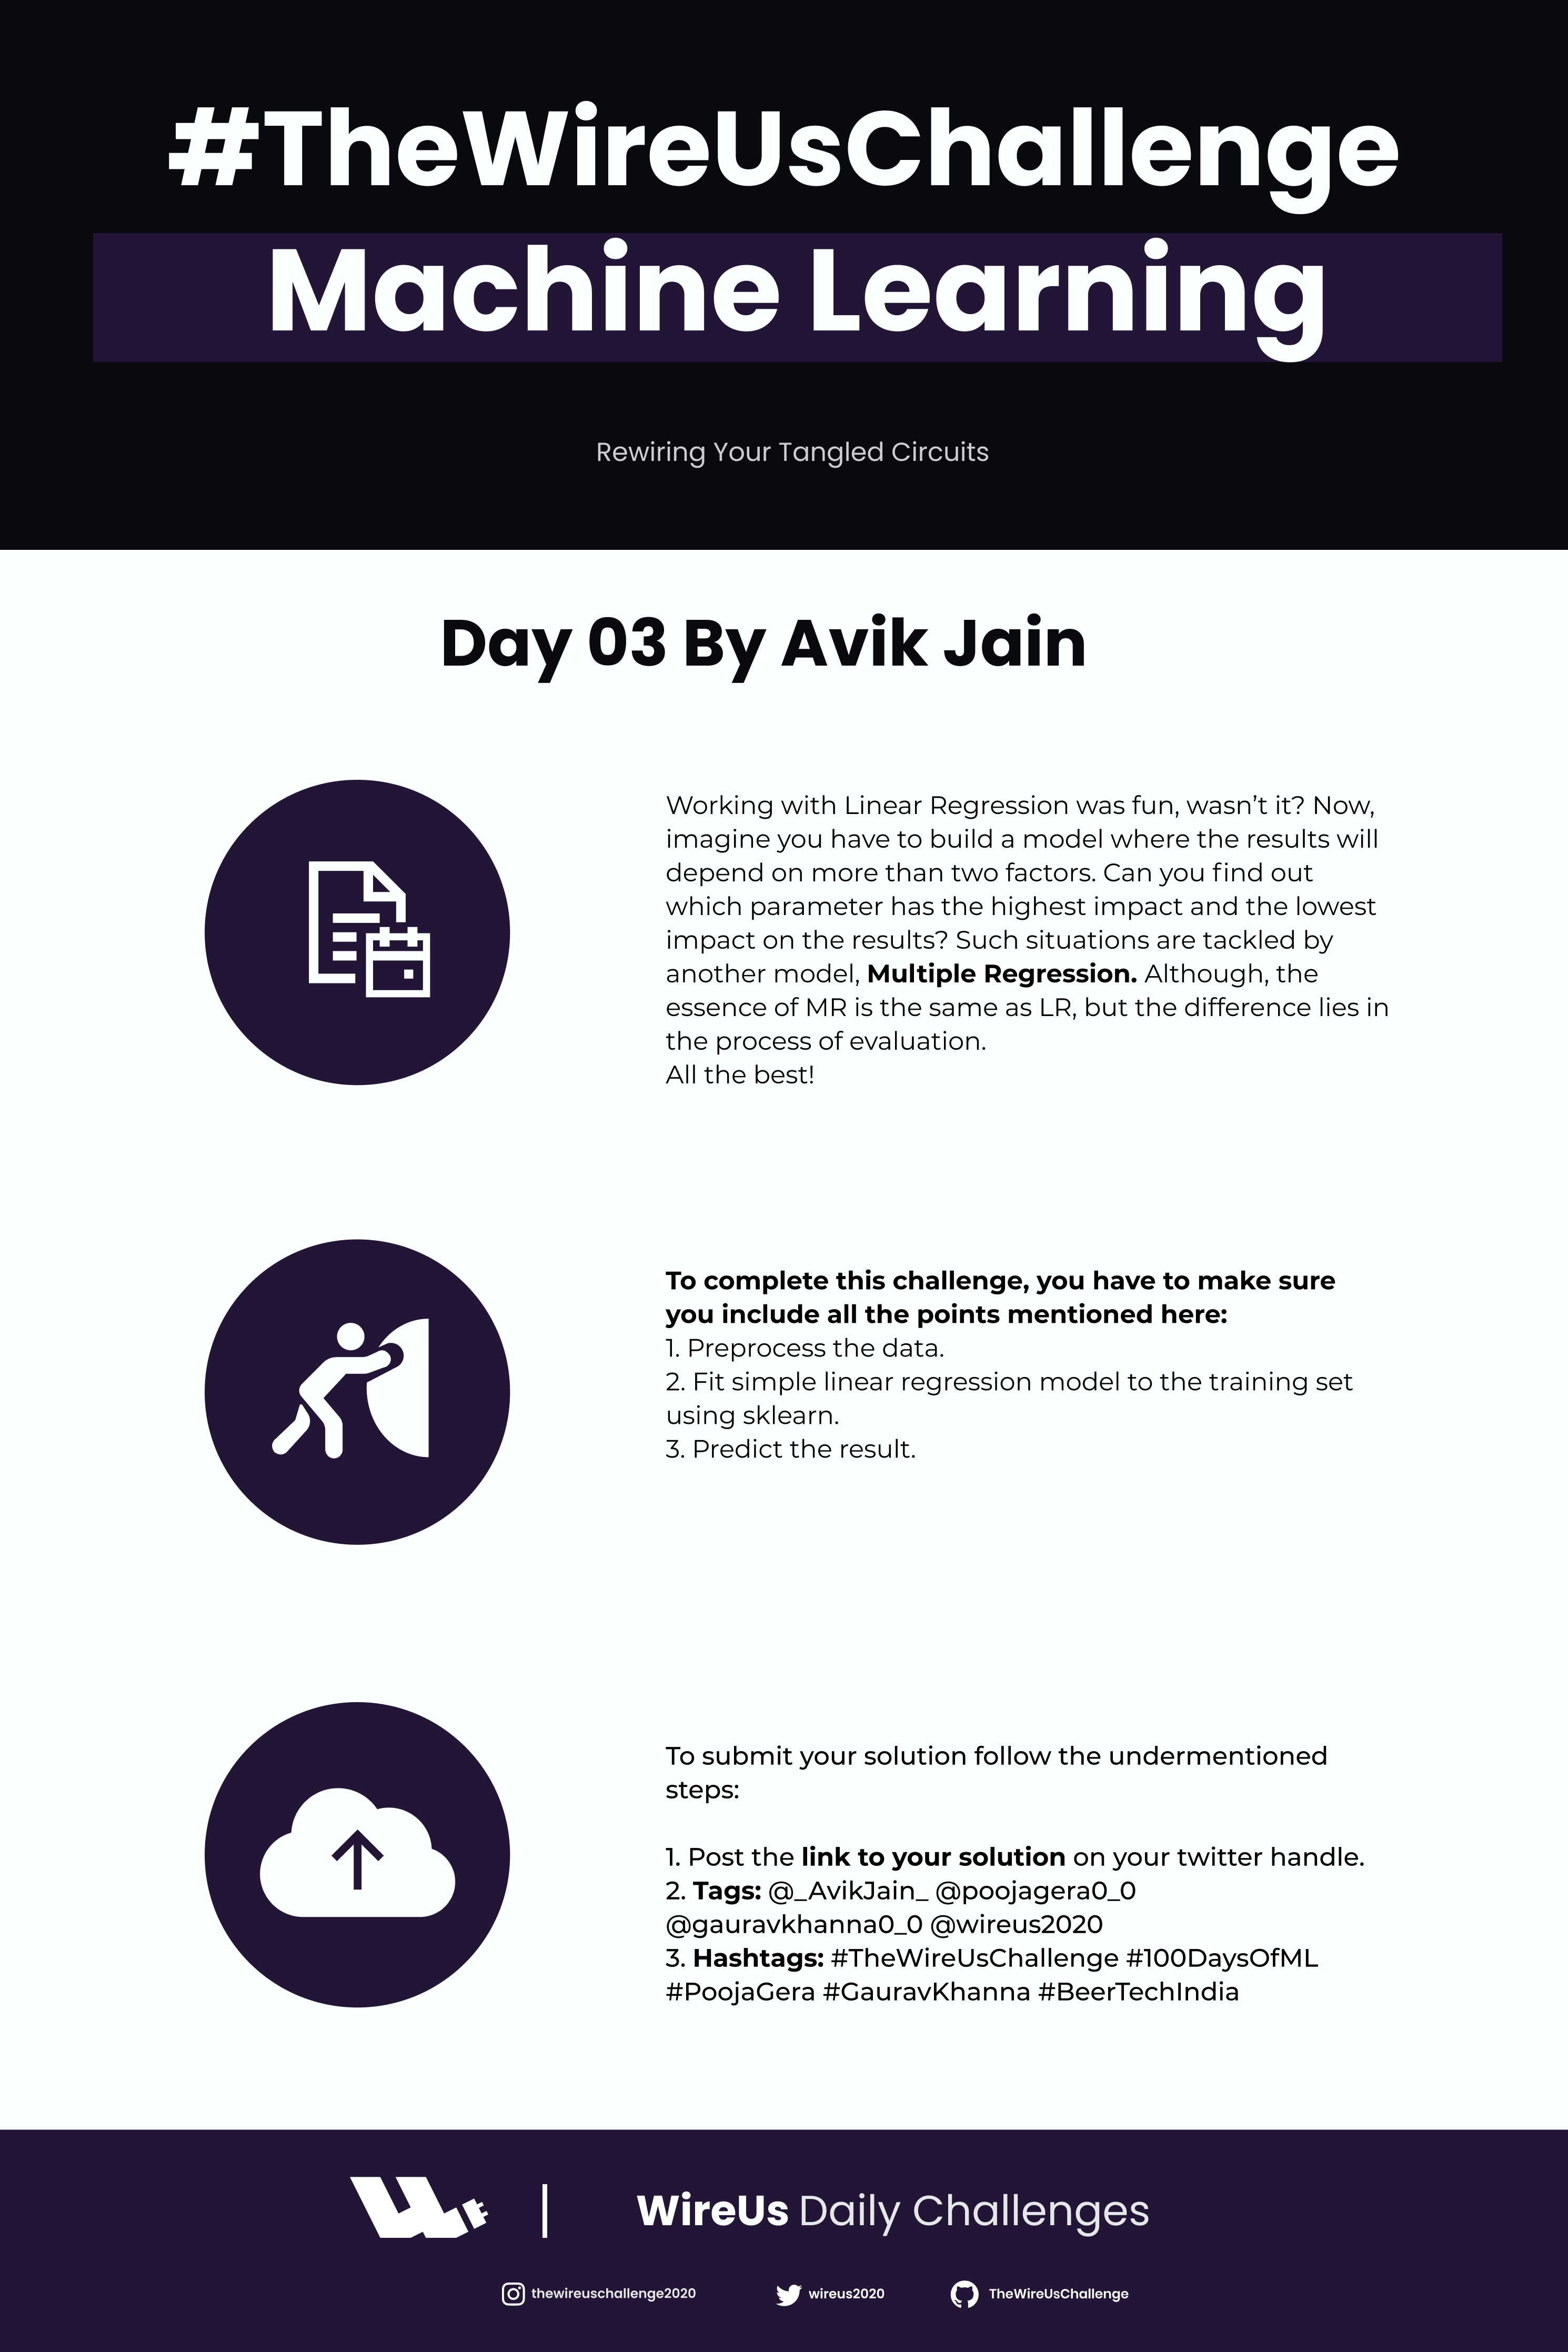 #TheWireUsChallenge
Machine Learning
Rewiring Your Tangled Circuits
Day 03 By Avik Jain
Working with Linear Regression was fun, wasn’t it? Now,
imagine you have to build a model where the results will
depend on more than two factors. Can you find out
which parameter has the highest impact and the lowest
impact on the results? Such situations are tackled by
another model, Multiple Regression. Although, the
essence of MR is the same as LR, but the difference lies in
the process of evaluation.
All the best!
To complete this challenge, you have to make sure
you include all the points mentioned here:
1. Preprocess the data.
2. Fit simple linear regression model to the training set
using sklearn.
3. Predict the result.
To submit your solution follow the undermentioned
steps:
1. Post the link to your solution on your twitter handle.
2. Tags: @_AvikJain_ @poojagera0_0
@gauravkhanna0_0 @wireus2020
3. Hashtags: #TheWireUsChallenge #100DaysOfML
#PoojaGera #GauravKhanna #BeerTechIndia
WireUs Daily Challenges
thewireuschallenge2020 wireus2020 TheWireUsChallenge